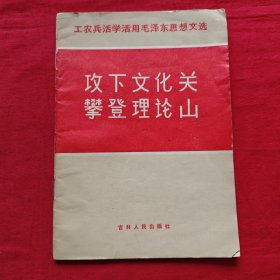 工农兵活学活用毛泽东思想文选
攻下文化关
攀登理论山
吉林人民出版社